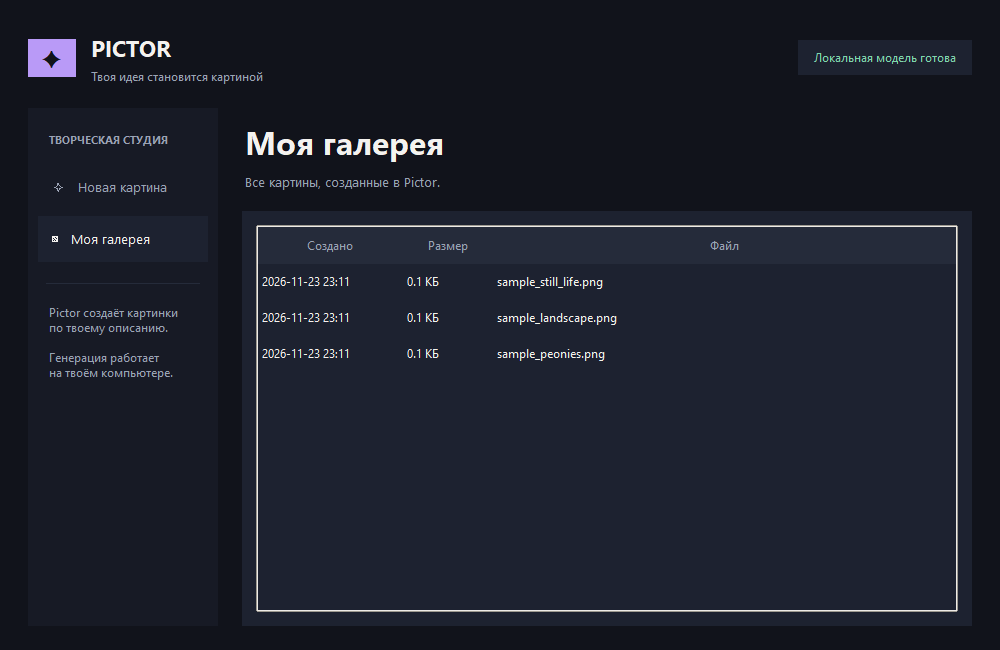 PICTOR
Твоя идея становится картиной
Локальная модель готова
ТВОРЧЕСКАЯ СТУДИЯ
Новая картина
Моя галерея
Pictor создаёт картинки
по твоему описанию.
Генерация работает
на твоём компьютере.
Моя галерея
Все картины, созданные в Pictor.
Создано Размер Файл
2026-11-23 23:11 0.1 КБ sample_still_life.png
2026-11-23 23:11 0.1 КБ sample_landscape.png
2026-11-23 23:11 0.1 КБ sample_peonies.png